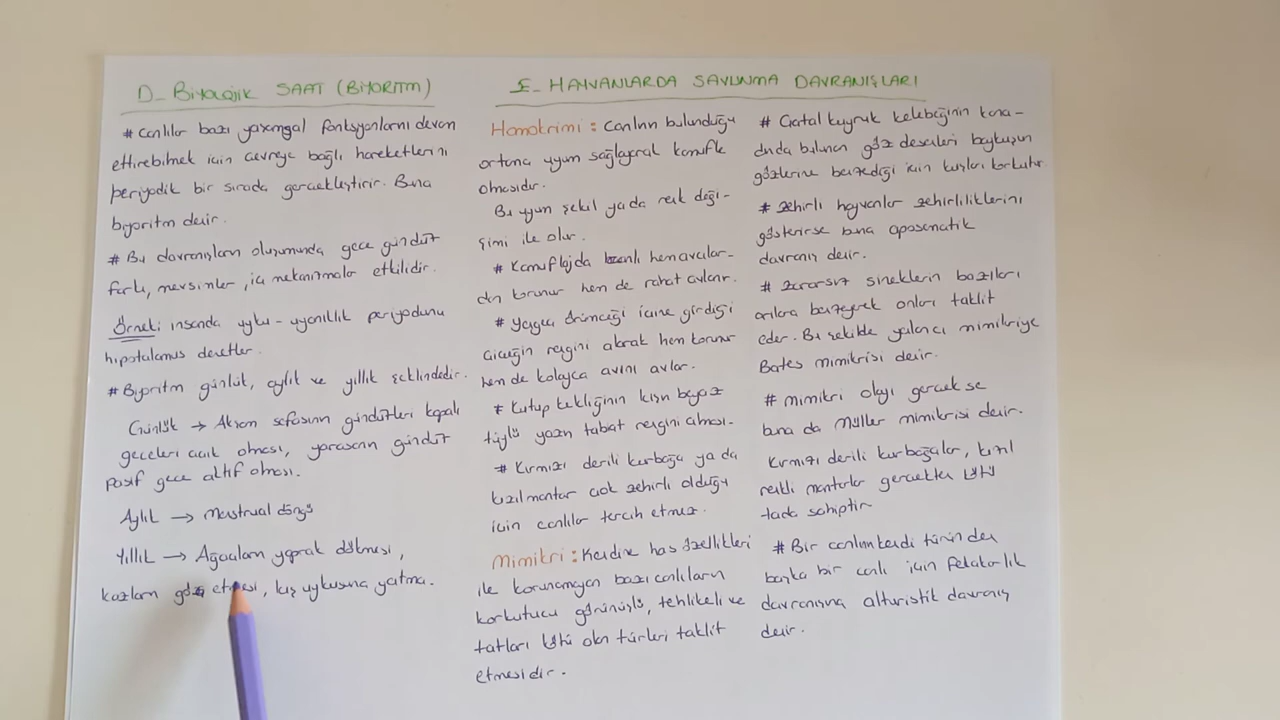 D- BİYOLOJİK SAAT (BİYORİTM)
# Canlılar bazı yaşamsal fonksiyonlarını devam
ettirebilmek için çevreye bağlı hareketlerini
periyodik bir sırada gerçekleştirir. Buna
biyoritm denir.
# Bu davranışların oluşumunda gece gündüz
farkı, mevsimler, iç mekanizmalar etkilidir.
Örnek: insanda uyku-uyanıklık periyodunu
hipotalamus denetler.
# Biyoritm günlük, aylık ve yıllık şeklindedir.
Günlük → Akşam sefasının gündüzleri kapalı
geceleri açık olması, yarasanın gündüz
pasif gece aktif olması.
Aylık → Menstrual döngü
Yıllık → Ağaçların yaprak dökmesi,
kazların göç etmesi, kış uykusuna yatma.
E- HAYVANLARDA SAVUNMA DAVRANIŞLARI
Homokrimi: Canlının bulunduğu
ortama uyum sağlayarak kamufle
olmasıdır.
Bu uyum şekil ya da renk deği-
şimi ile olur.
# Kamuflajda canlı hem avcılar-
dan korunur hem de rahat avlanır.
# Yengeç örümceği içine girdiği
çiçeğin rengini alarak hem korunur
hem de kolayca avını avlar.
# Kutup kekliğinin kışın beyaz
tüylü yazın tabiat rengini alması.
# Kırmızı derili kurbağa ya da
kızıl mantar çok zehirli olduğu
için canlılar tercih etmez.
Mimikri: Kendine has özellikleri
ile korunamayan bazı canlıların
korkutucu görünüşlü, tehlikeli ve
tatları kötü olan türleri taklit
etmesidir.
# Çatal kuyruk kelebeğinin kana-
dında bulunan göz desenleri baykuşun
gözlerine benzediği için kuşları korkutur.
# Zehirli hayvanlar zehirliliklerini
gösterirse buna aposematik
davranış denir.
# Zararsız sineklerin bazıları
arılara benzeyerek onları taklit
eder. Bu şekilde yalancı mimikriye
Bates mimikrisi denir.
# mimikri olayı gerçek se
buna da Müller mimikrisi denir.
Kırmızı derili kurbağalar, kızıl
renkli mantarlar gerçekten kötü
tada sahiptir
# Bir canlının kendi türünden
başka bir canlı için fedakarlık
davranışına alturistik davranış
denir.